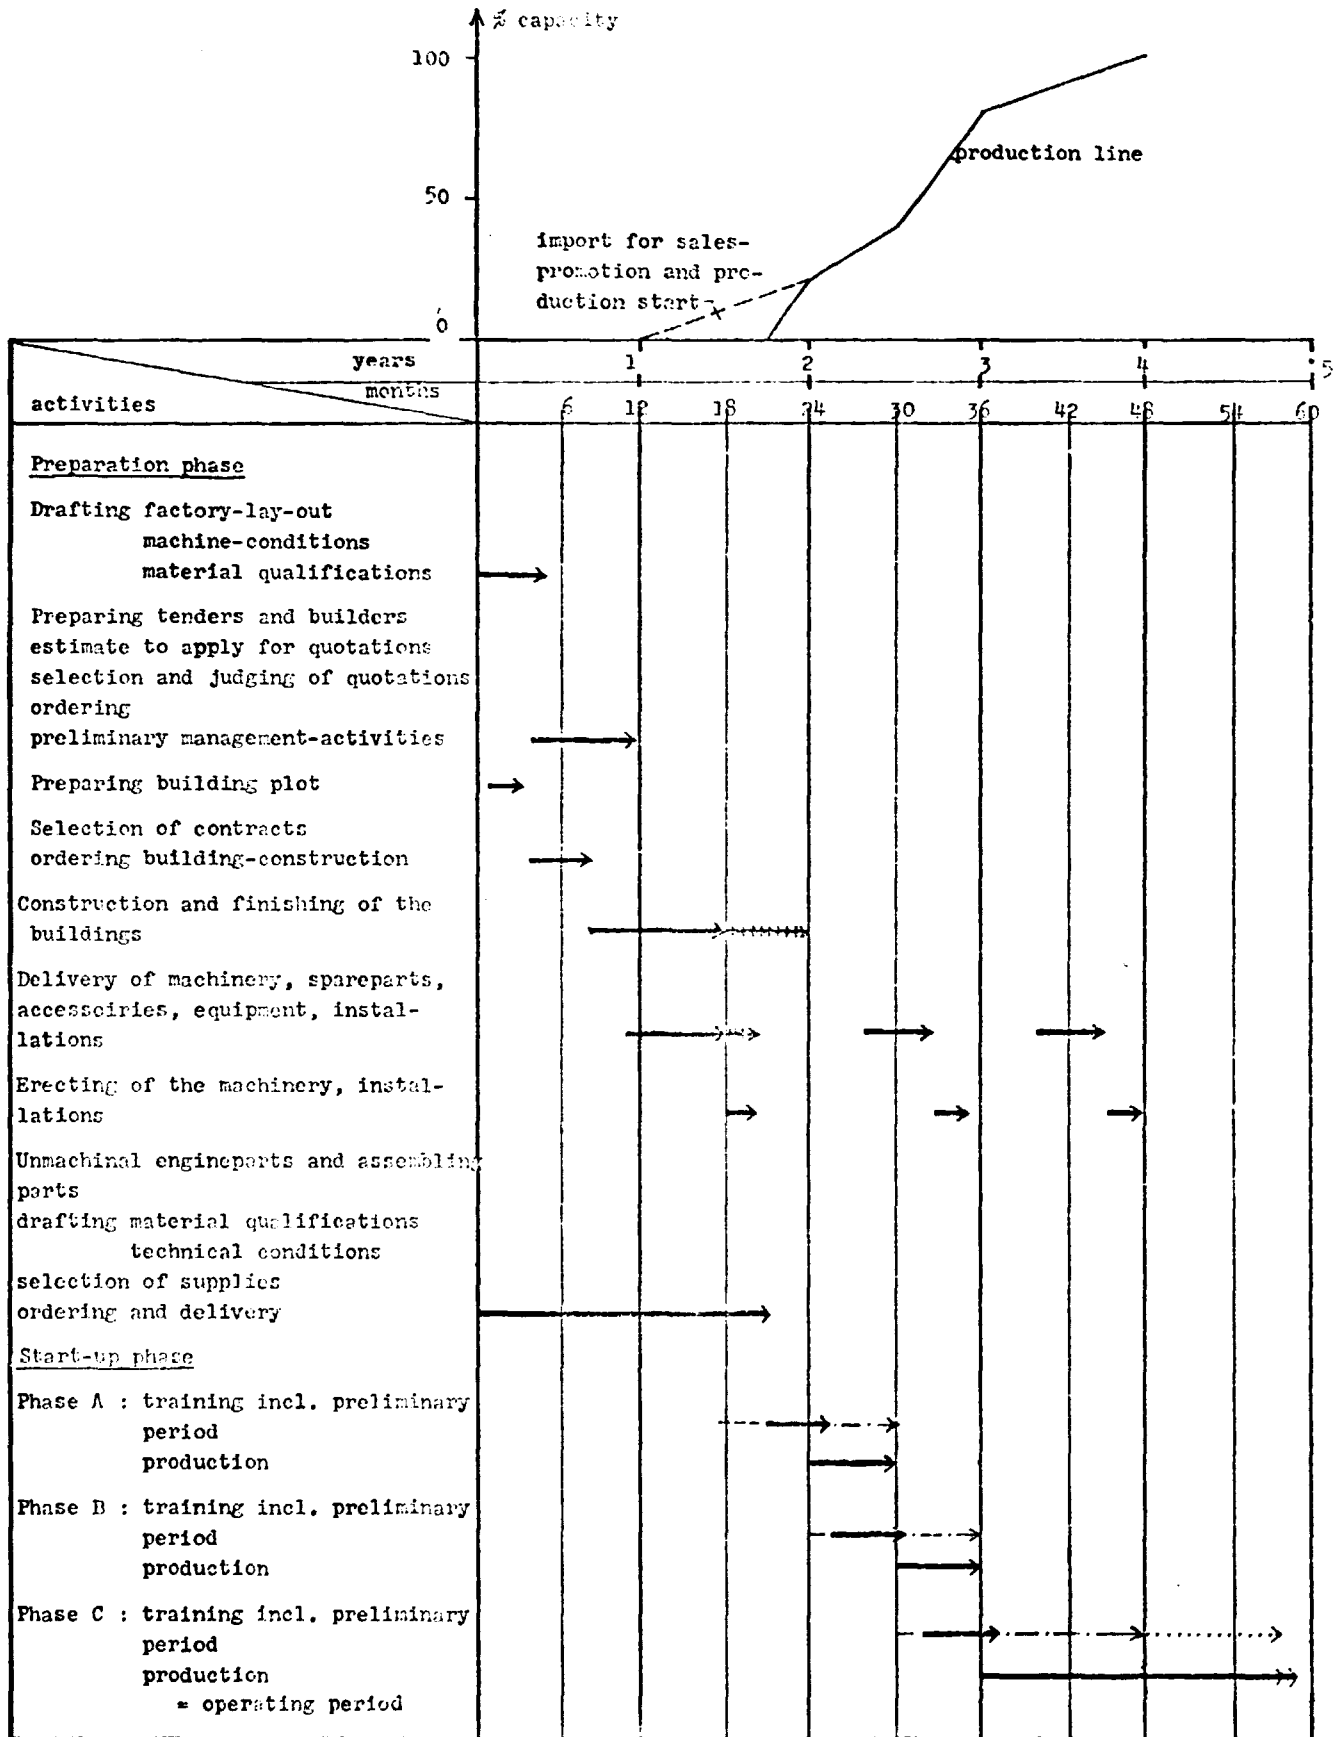 % capacity
100
production line
50
import for sales-
promotion and pro-
duction start
0
years 1 2 3 4 5
months
activities 6 12 18 24 30 36 42 48 54 60
Preparation phase
Drafting factory-lay-out
machine-conditions
material qualifications
Preparing tenders and builders
estimate to apply for quotations
selection and judging of quotations
ordering
preliminary management-activities
Preparing building plot
Selection of contracts
ordering building-construction
Construction and finishing of the
buildings
Delivery of machinery, spareparts,
accessoiries, equipment, instal-
lations
Erecting of the machinery, instal-
lations
Unmachinal engineparts and assembling
parts
drafting material qualifications
technical conditions
selection of supplies
ordering and delivery
Start-up phase
Phase A : training incl. preliminary
period
production
Phase B : training incl. preliminary
period
production
Phase C : training incl. preliminary
period
production
= operating period